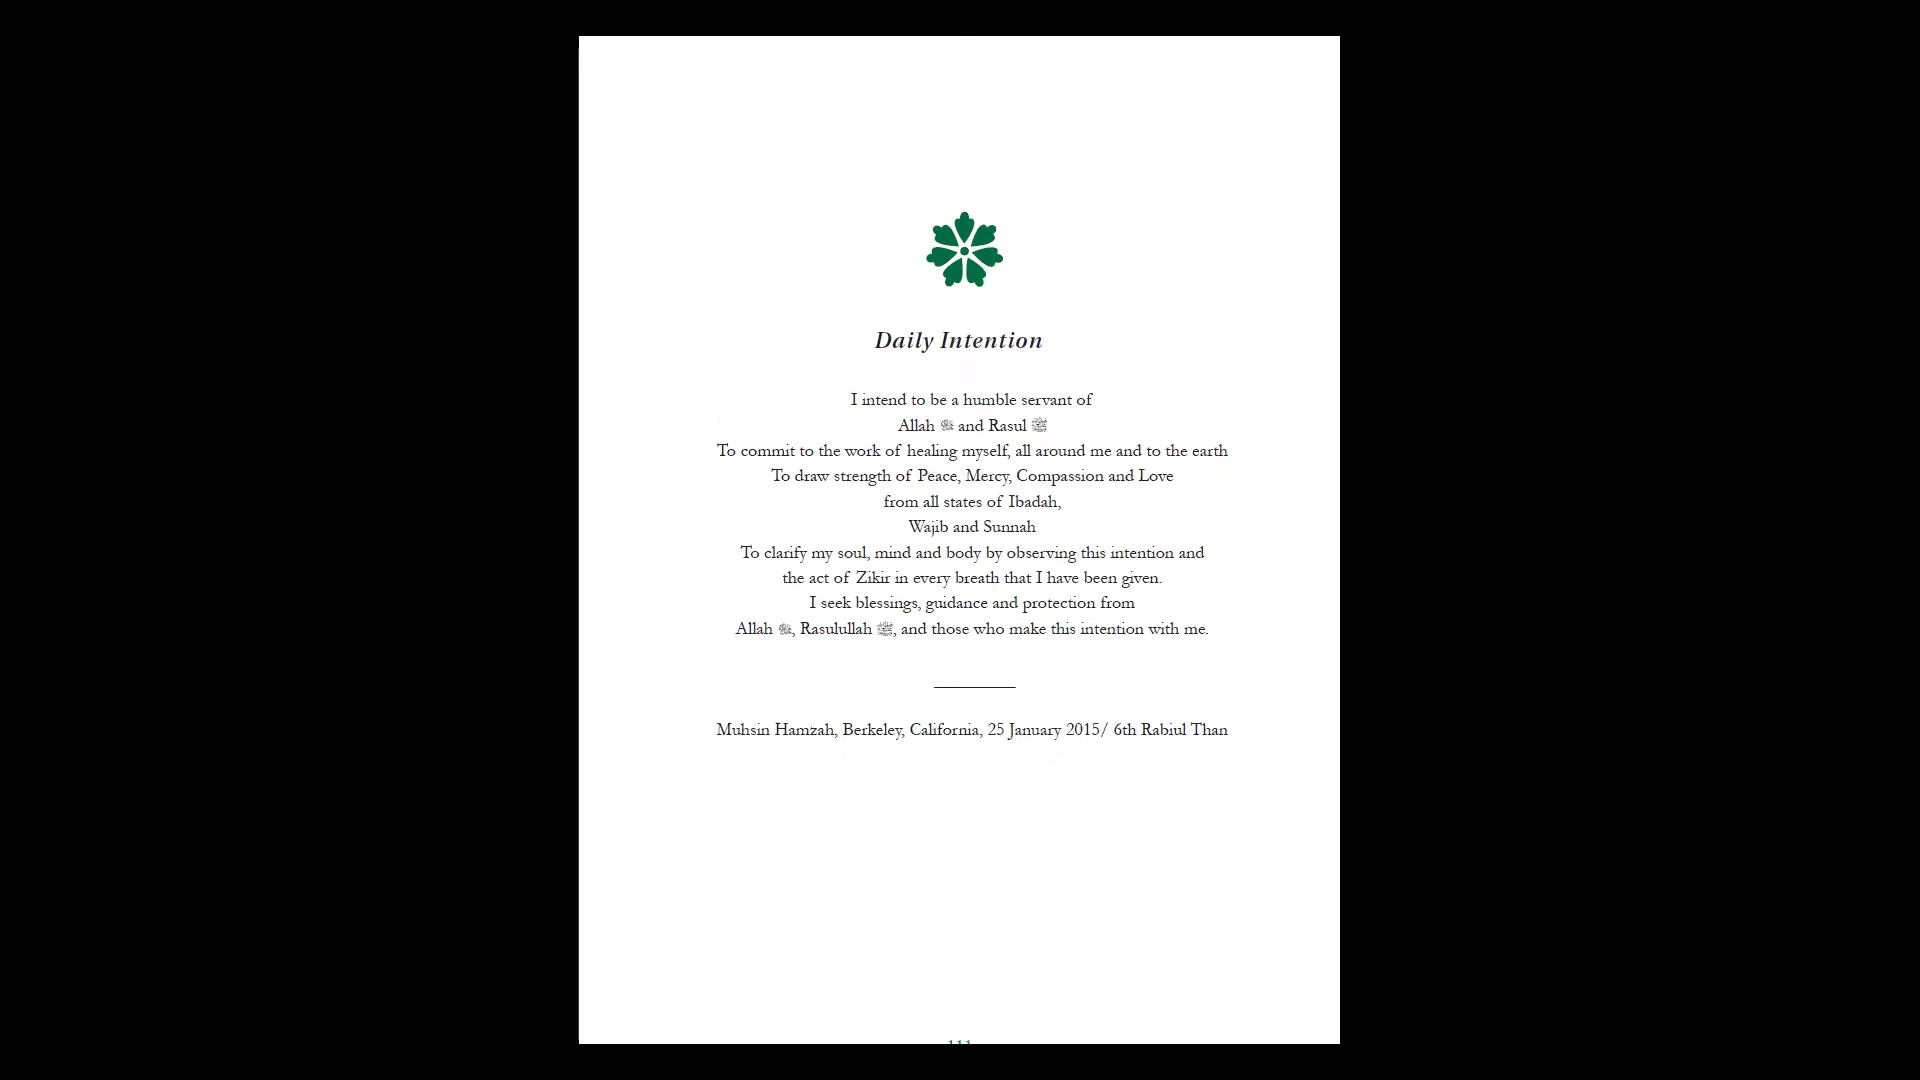 Daily Intention
I intend to be a humble servant of
Allah ﷻ and Rasul ﷺ
To commit to the work of healing myself, all around me and to the earth
To draw strength of Peace, Mercy, Compassion and Love
from all states of Ibadah,
Wajib and Sunnah
To clarify my soul, mind and body by observing this intention and
the act of Zikir in every breath that I have been given.
I seek blessings, guidance and protection from
Allah ﷻ, Rasulullah ﷺ, and those who make this intention with me.
Muhsin Hamzah, Berkeley, California, 25 January 2015/ 6th Rabiul Than